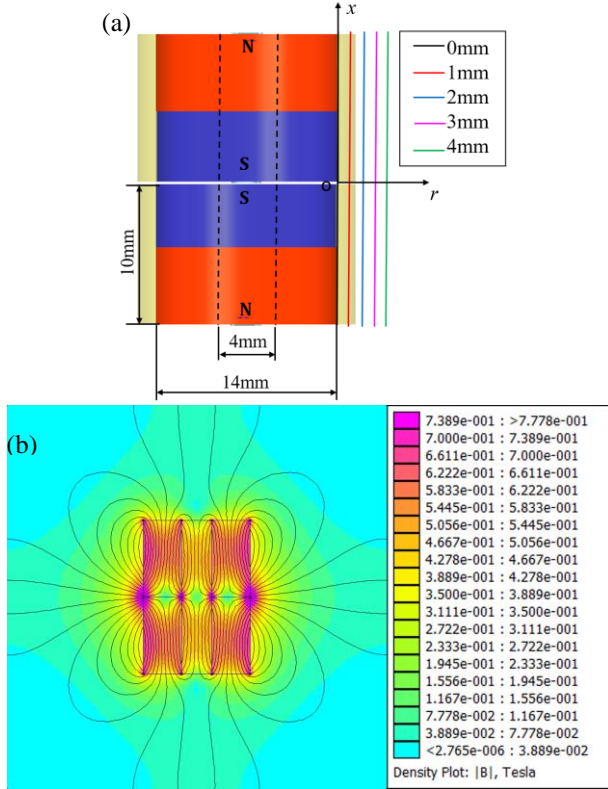 (a)
N
S
S
N
x
O
r
10mm
4mm
14mm
0mm
1mm
2mm
3mm
4mm
(b)
7.389e-001 : >7.778e-001
7.000e-001 : 7.389e-001
6.611e-001 : 7.000e-001
6.222e-001 : 6.611e-001
5.833e-001 : 6.222e-001
5.445e-001 : 5.833e-001
5.056e-001 : 5.445e-001
4.667e-001 : 5.056e-001
4.278e-001 : 4.667e-001
3.889e-001 : 4.278e-001
3.500e-001 : 3.889e-001
3.111e-001 : 3.500e-001
2.722e-001 : 3.111e-001
2.333e-001 : 2.722e-001
1.945e-001 : 2.333e-001
1.556e-001 : 1.945e-001
1.167e-001 : 1.556e-001
7.778e-002 : 1.167e-001
3.889e-002 : 7.778e-002
<2.765e-006 : 3.889e-002
Density Plot: |B|, Tesla